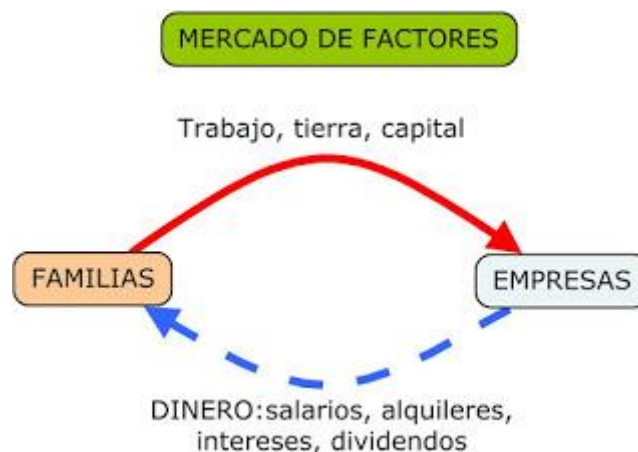 MERCADO DE FACTORES
Trabajo, tierra, capital
FAMILIAS
EMPRESAS
DINERO:salarios, alquileres,
intereses, dividendos